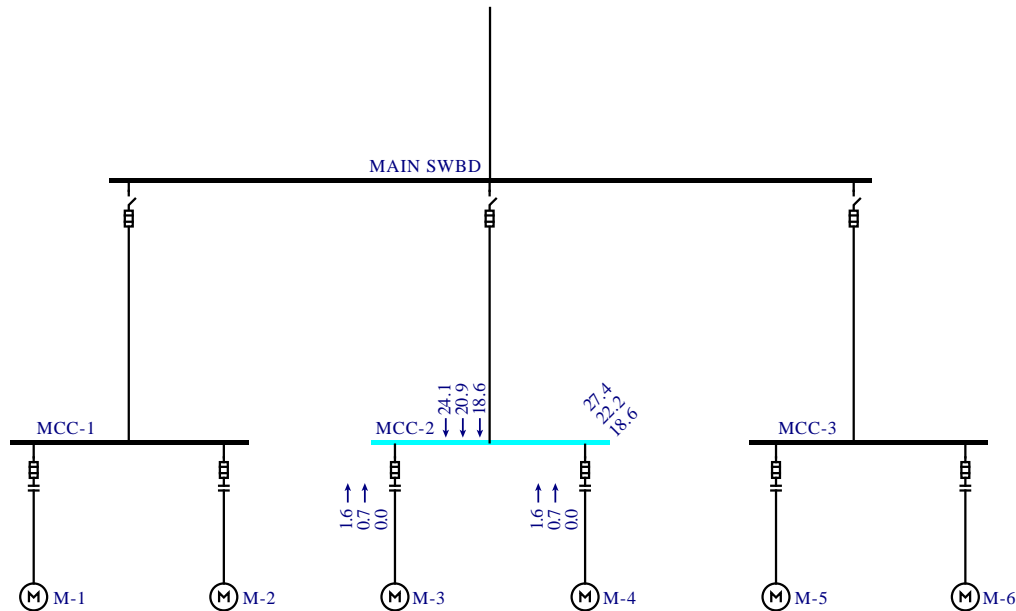 MAIN SWBD
24.1
20.9
18.6
27.4
22.2
18.6
MCC-1
MCC-2
MCC-3
1.6
0.7
0.0
1.6
0.7
0.0
M M-1
M M-2
M M-3
M M-4
M M-5
M M-6